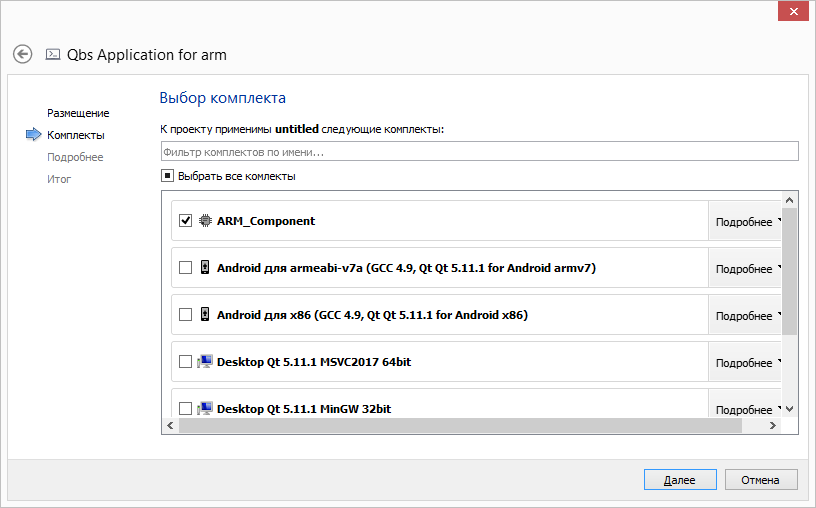 Qbs Application for arm
Размещение
Комплекты
Подробнее
Итог
Выбор комплекта
К проекту применимы untitled следующие комплекты:
Фильтр комплектов по имени...
Выбрать все комлекты
ARM_Component
Подробнее
Android для armeabi-v7a (GCC 4.9, Qt Qt 5.11.1 for Android armv7)
Подробнее
Android для x86 (GCC 4.9, Qt Qt 5.11.1 for Android x86)
Подробнее
Desktop Qt 5.11.1 MSVC2017 64bit
Подробнее
Desktop Qt 5.11.1 MinGW 32bit
Подробнее
Далее
Отмена